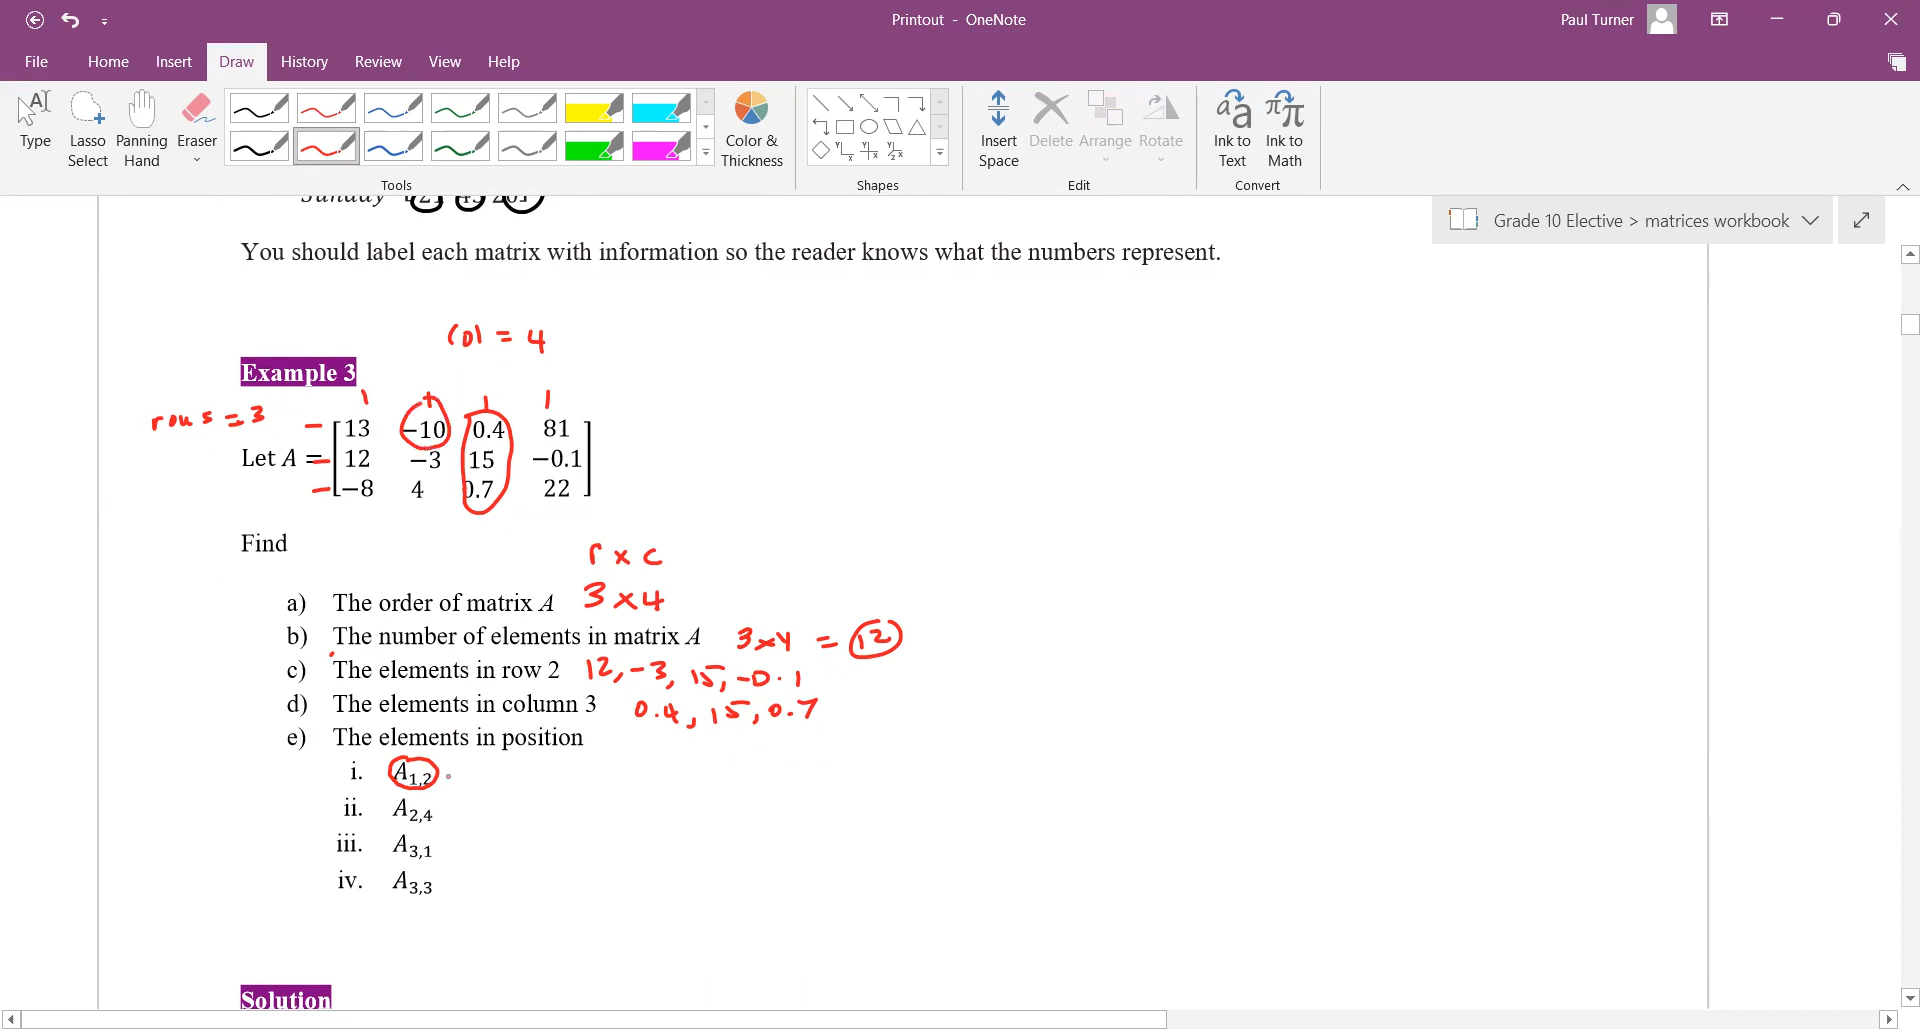 Printout - OneNote
Paul Turner
File Home Insert Draw History Review View Help
Type
Lasso Select
Panning Hand
Eraser
Color & Thickness
Insert Space
Delete
Arrange
Rotate
Ink to Text
Ink to Math
Tools
Shapes
Edit
Convert
Grade 10 Elective > matrices workbook
You should label each matrix with information so the reader knows what the numbers represent.
col = 4
Example 3
rows = 3
13 −10 0.4 81
Let A = 12 −3 15 −0.1
−8 4 0.7 22
Find
r x c
a) The order of matrix A 3 x 4
b) The number of elements in matrix A 3x4 = 12
c) The elements in row 2 12, -3, 15, -0.1
d) The elements in column 3 0.4, 15, 0.7
e) The elements in position
i. A1,2
ii. A2,4
iii. A3,1
iv. A3,3
Solution